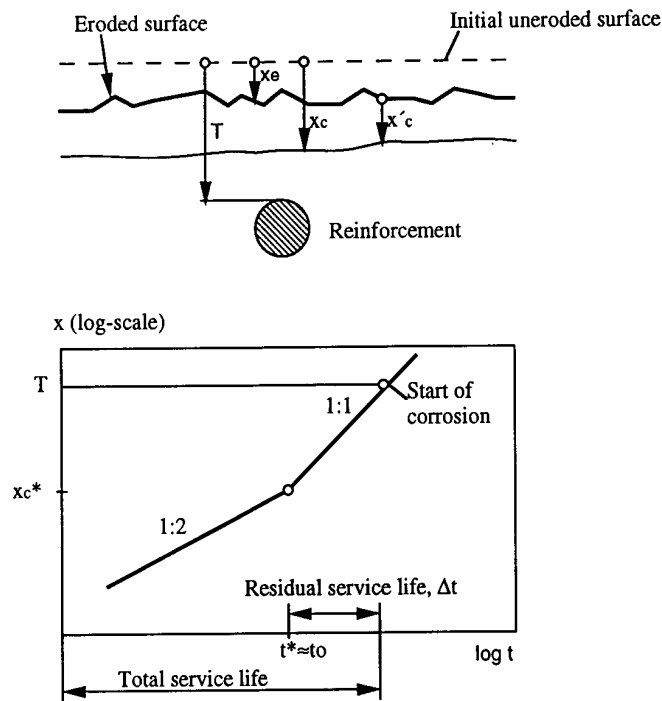 Eroded surface
Initial uneroded surface
xe
T
xc
x´c
Reinforcement
x (log-scale)
T
1:1
Start of
corrosion
xc*
1:2
Residual service life, Δt
t*≈to
log t
Total service life